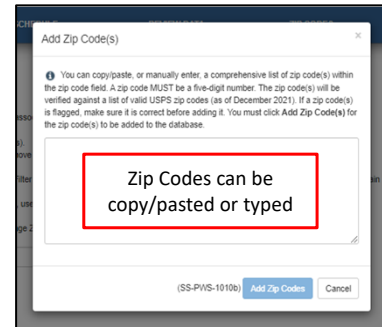 Add Zip Code(s)
×
You can copy/paste, or manually enter, a comprehensive list of zip code(s) within
the zip code field. A zip code MUST be a five-digit number. The zip code(s) will be
verified against a list of valid USPS zip codes (as of December 2021). If a zip code(s)
is flagged, make sure it is correct before adding it. You must click Add Zip Code(s) for
the zip code(s) to be added to the database.
Zip Codes can be
copy/pasted or typed
(SS-PWS-1010b) Add Zip Codes Cancel